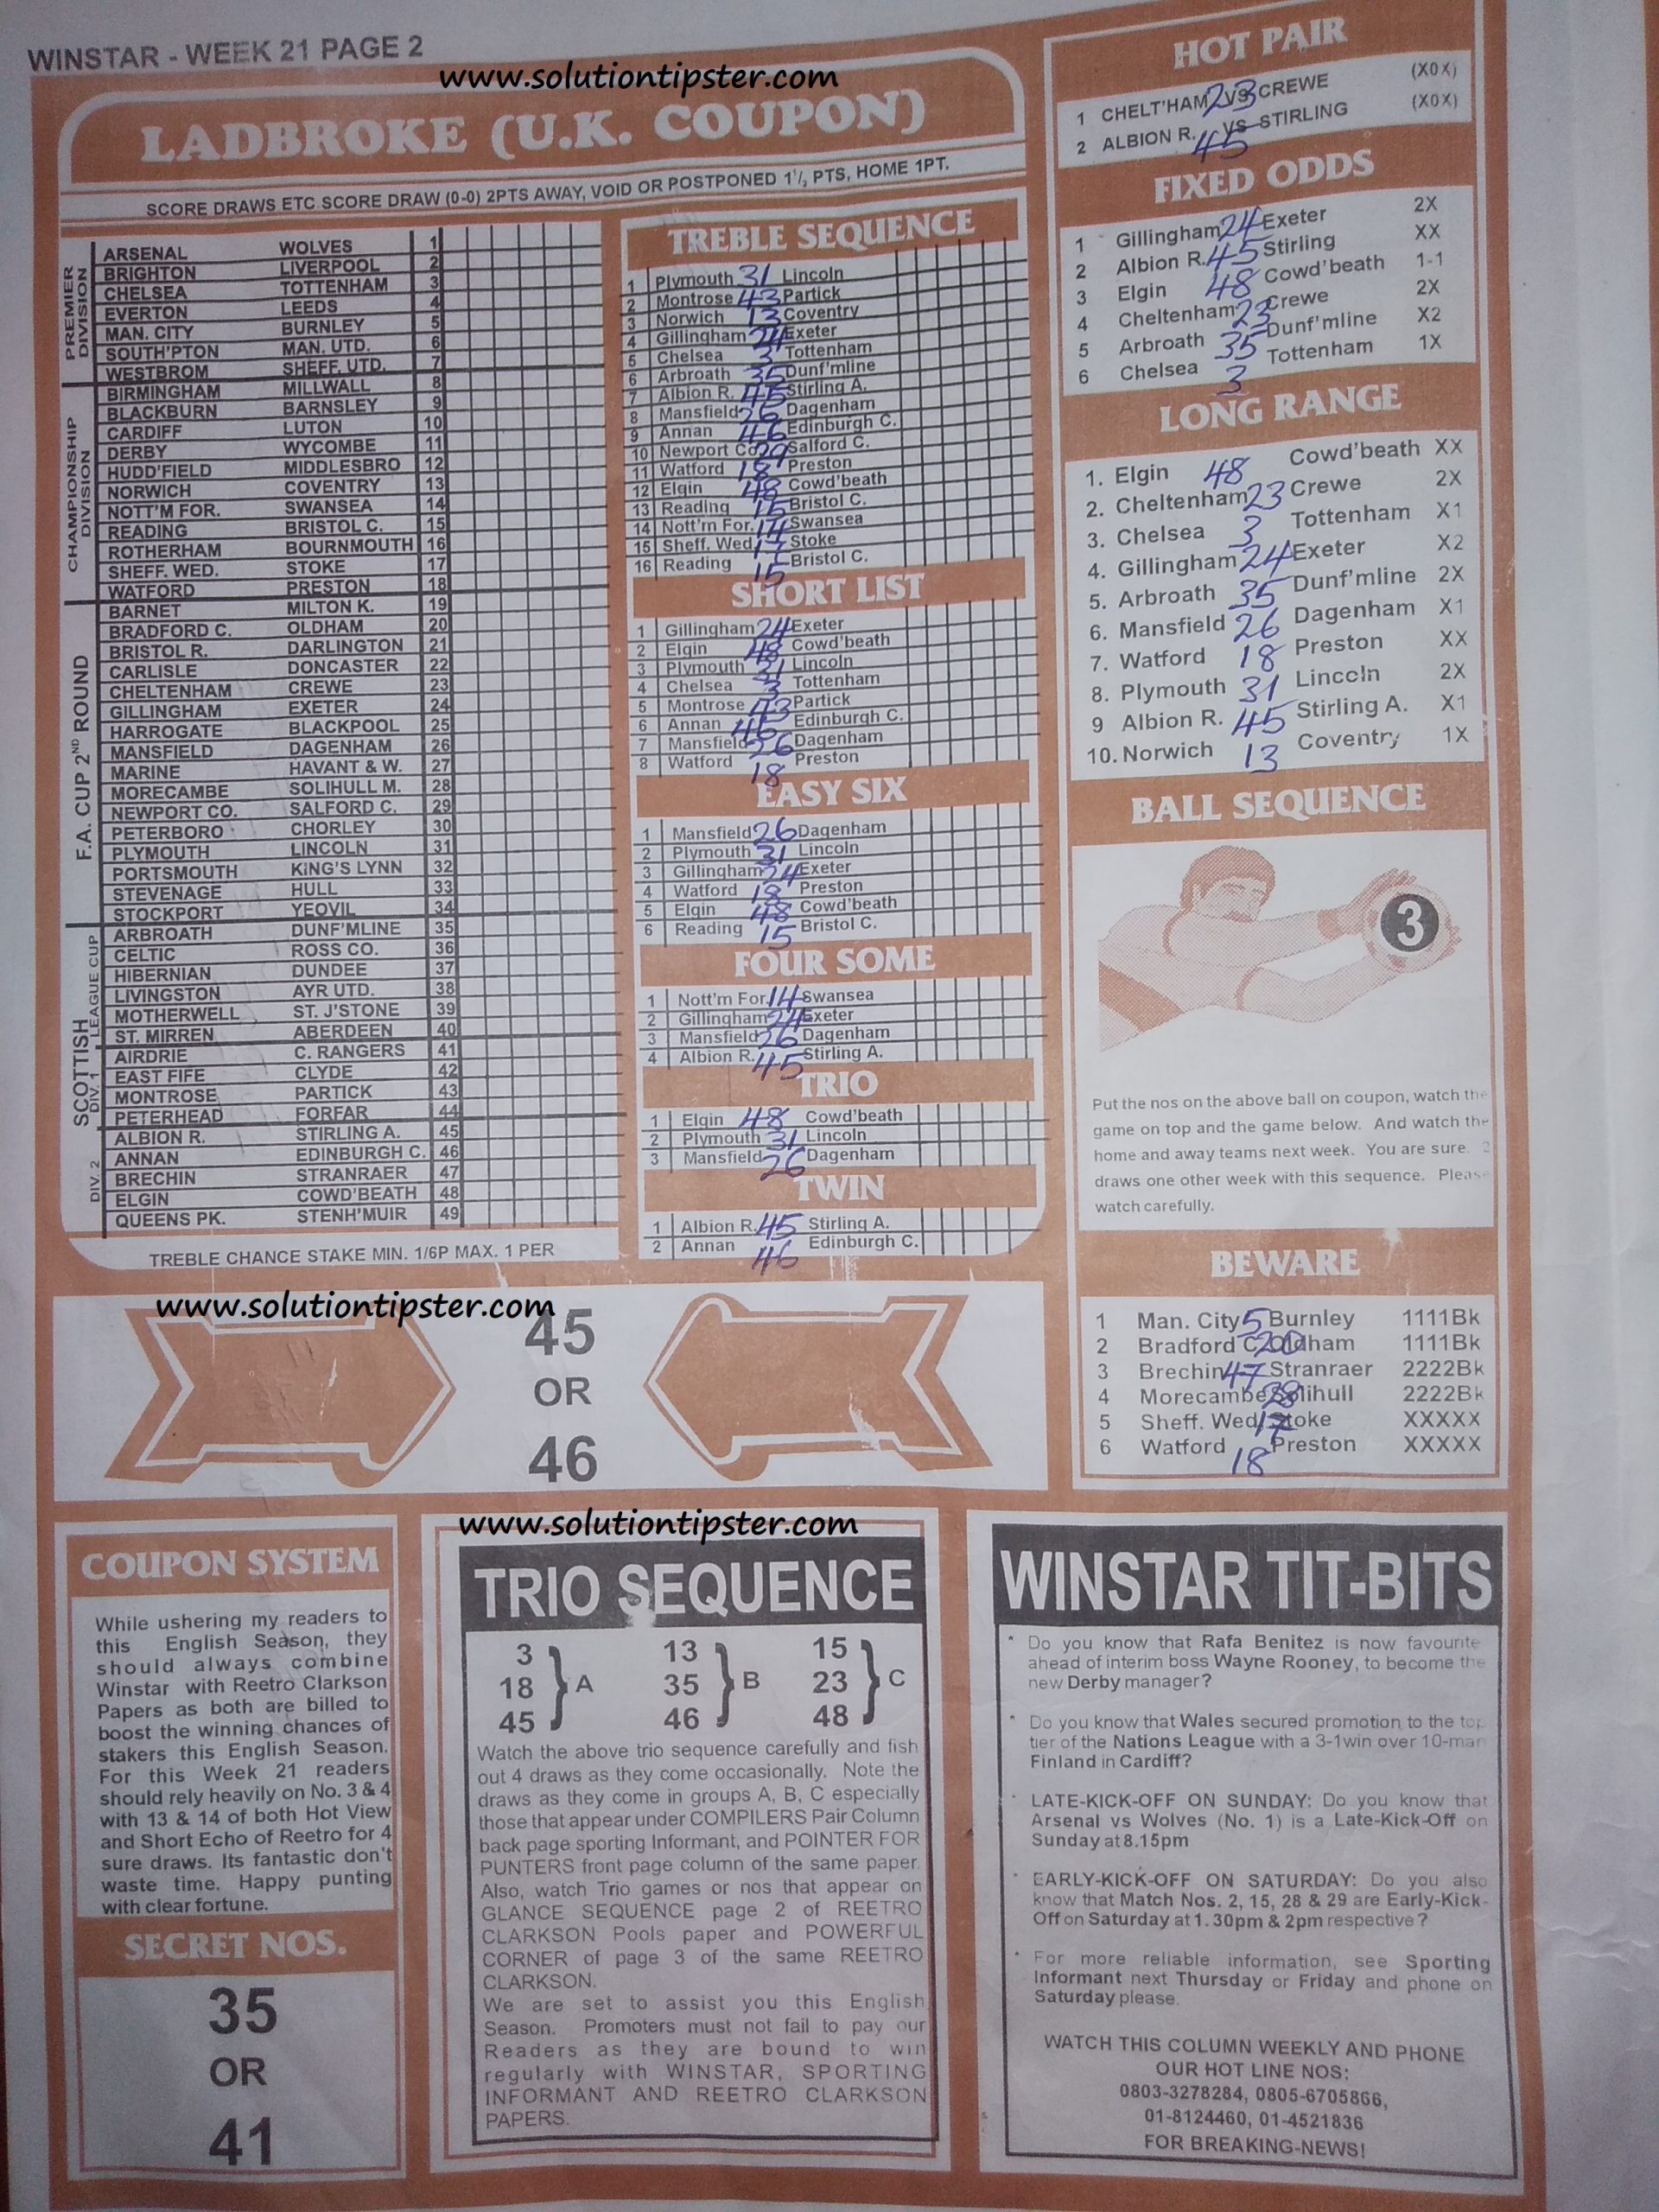 WINSTAR - WEEK 21 PAGE 2
www.solutiontipster.com
LADBROKE (U.K. COUPON)
SCORE DRAWS ETC SCORE DRAW (0-0) 2PTS AWAY, VOID OR POSTPONED 1 1/, PTS, HOME 1PT.
PREMIER DIVISION
ARSENAL WOLVES 1
BRIGHTON LIVERPOOL 2
CHELSEA TOTTENHAM 3
EVERTON LEEDS 4
MAN. CITY BURNLEY 5
SOUTH'PTON MAN. UTD. 6
WESTBROM SHEFF. UTD. 7
CHAMPIONSHIP DIVISION
BIRMINGHAM MILLWALL 8
BLACKBURN BARNSLEY 9
CARDIFF LUTON 10
DERBY WYCOMBE 11
HUDD'FIELD MIDDLESBRO 12
NORWICH COVENTRY 13
NOTT'M FOR. SWANSEA 14
READING BRISTOL C. 15
ROTHERHAM BOURNMOUTH 16
SHEFF. WED. STOKE 17
WATFORD PRESTON 18
F.A. CUP 2ND ROUND
BARNET MILTON K. 19
BRADFORD C. OLDHAM 20
BRISTOL R. DARLINGTON 21
CARLISLE DONCASTER 22
CHELTENHAM CREWE 23
GILLINGHAM EXETER 24
HARROGATE BLACKPOOL 25
MANSFIELD DAGENHAM 26
MARINE HAVANT & W. 27
MORECAMBE SOLIHULL M. 28
NEWPORT CO. SALFORD C. 29
PETERBORO CHORLEY 30
PLYMOUTH LINCOLN 31
PORTSMOUTH KING'S LYNN 32
STEVENAGE HULL 33
STOCKPORT YEOVIL 34
SCOTTISH
LEAGUE CUP
ARBROATH DUNF'MLINE 35
CELTIC ROSS CO. 36
HIBERNIAN DUNDEE 37
LIVINGSTON AYR UTD. 38
MOTHERWELL ST. J'STONE 39
ST. MIRREN ABERDEEN 40
DIV. 1
AIRDRIE C. RANGERS 41
EAST FIFE CLYDE 42
MONTROSE PARTICK 43
PETERHEAD FORFAR 44
DIV. 2
ALBION R. STIRLING A. 45
ANNAN EDINBURGH C. 46
BRECHIN STRANRAER 47
ELGIN COWD'BEATH 48
QUEENS PK. STENH'MUIR 49
TREBLE CHANCE STAKE MIN. 1/6P MAX. 1 PER
TREBLE SEQUENCE
1 Plymouth 31 Lincoln
2 Montrose 43 Partick
3 Norwich 13 Coventry
4 Gillingham 24 Exeter
5 Chelsea 3 Tottenham
6 Arbroath 35 Dunf'mline
7 Albion R. 45 Stirling A.
8 Mansfield 26 Dagenham
9 Annan 46 Edinburgh C.
10 Newport Co 29 Salford C.
11 Watford 18 Preston
12 Elgin 48 Cowd'beath
13 Reading 15 Bristol C.
14 Nott'm For. 14 Swansea
15 Sheff. Wed. 17 Stoke
16 Reading 15 Bristol C.
SHORT LIST
1 Gillingham 24 Exeter
2 Elgin 48 Cowd'beath
3 Plymouth 31 Lincoln
4 Chelsea 3 Tottenham
5 Montrose 43 Partick
6 Annan 46 Edinburgh C.
7 Mansfield 26 Dagenham
8 Watford 18 Preston
EASY SIX
1 Mansfield 26 Dagenham
2 Plymouth 31 Lincoln
3 Gillingham 24 Exeter
4 Watford 18 Preston
5 Elgin 48 Cowd'beath
6 Reading 15 Bristol C.
FOUR SOME
1 Nott'm For. 14 Swansea
2 Gillingham 24 Exeter
3 Mansfield 26 Dagenham
4 Albion R. 45 Stirling A.
TRIO
1 Elgin 48 Cowd'beath
2 Plymouth 31 Lincoln
3 Mansfield 26 Dagenham
TWIN
1 Albion R. 45 Stirling A.
2 Annan 46 Edinburgh C.
HOT PAIR
1 CHELT'HAM 23 VS CREWE (X0X)
2 ALBION R. 45 VS STIRLING (X0X)
FIXED ODDS
1 Gillingham 24 Exeter 2X
2 Albion R. 45 Stirling XX
3 Elgin 48 Cowd'beath 1-1
4 Cheltenham 23 Crewe 2X
5 Arbroath 35 Dunf'mline X2
6 Chelsea 3 Tottenham 1X
LONG RANGE
1. Elgin 48 Cowd'beath XX
2. Cheltenham 23 Crewe 2X
3. Chelsea 3 Tottenham X1
4. Gillingham 24 Exeter X2
5. Arbroath 35 Dunf'mline 2X
6. Mansfield 26 Dagenham X1
7. Watford 18 Preston XX
8. Plymouth 31 Lincoln 2X
9 Albion R. 45 Stirling A. X1
10. Norwich 13 Coventry 1X
BALL SEQUENCE
3
Put the nos on the above ball on coupon, watch the
game on top and the game below. And watch the
home and away teams next week. You are sure. 2
draws one other week with this sequence. Please
watch carefully.
BEWARE
1 Man. City 5 Burnley 1111Bk
2 Bradford C 20 Oldham 1111Bk
3 Brechin 47 Stranraer 2222Bk
4 Morecambe 28 Solihull 2222Bk
5 Sheff. Wed 17 Stoke XXXXX
6 Watford 18 Preston XXXXX
www.solutiontipster.com
45
OR
46
COUPON SYSTEM
While ushering my readers to
this English Season, they
should always combine
Winstar with Reetro Clarkson
Papers as both are billed to
boost the winning chances of
stakers this English Season.
For this Week 21 readers
should rely heavily on No. 3 & 4
with 13 & 14 of both Hot View
and Short Echo of Reetro for 4
sure draws. Its fantastic don't
waste time. Happy punting
with clear fortune.
SECRET NOS.
35
OR
41
www.solutiontipster.com
TRIO SEQUENCE
3 13 15
18 A 35 B 23 C
45 46 48
Watch the above trio sequence carefully and fish
out 4 draws as they come occasionally. Note the
draws as they come in groups A, B, C especially
those that appear under COMPILERS Pair Column
back page sporting Informant, and POINTER FOR
PUNTERS front page column of the same paper.
Also, watch Trio games or nos that appear on
GLANCE SEQUENCE page 2 of REETRO
CLARKSON Pools paper and POWERFUL
CORNER of page 3 of the same REETRO
CLARKSON.
We are set to assist you this English
Season. Promoters must not fail to pay our
Readers as they are bound to win
regularly with WINSTAR, SPORTING
INFORMANT AND REETRO CLARKSON
PAPERS.
WINSTAR TIT-BITS
* Do you know that Rafa Benitez is now favourite
ahead of interim boss Wayne Rooney, to become the
new Derby manager?
* Do you know that Wales secured promotion to the top
tier of the Nations League with a 3-1win over 10-man
Finland in Cardiff?
* LATE-KICK-OFF ON SUNDAY: Do you know that
Arsenal vs Wolves (No. 1) is a Late-Kick-Off on
Sunday at 8.15pm
* EARLY-KICK-OFF ON SATURDAY: Do you also
know that Match Nos. 2, 15, 28 & 29 are Early-Kick-
Off on Saturday at 1.30pm & 2pm respective?
* For more reliable information, see Sporting
Informant next Thursday or Friday and phone on
Saturday please.
WATCH THIS COLUMN WEEKLY AND PHONE
OUR HOT LINE NOS:
0803-3278284, 0805-6705866,
01-8124460, 01-4521836
FOR BREAKING-NEWS!